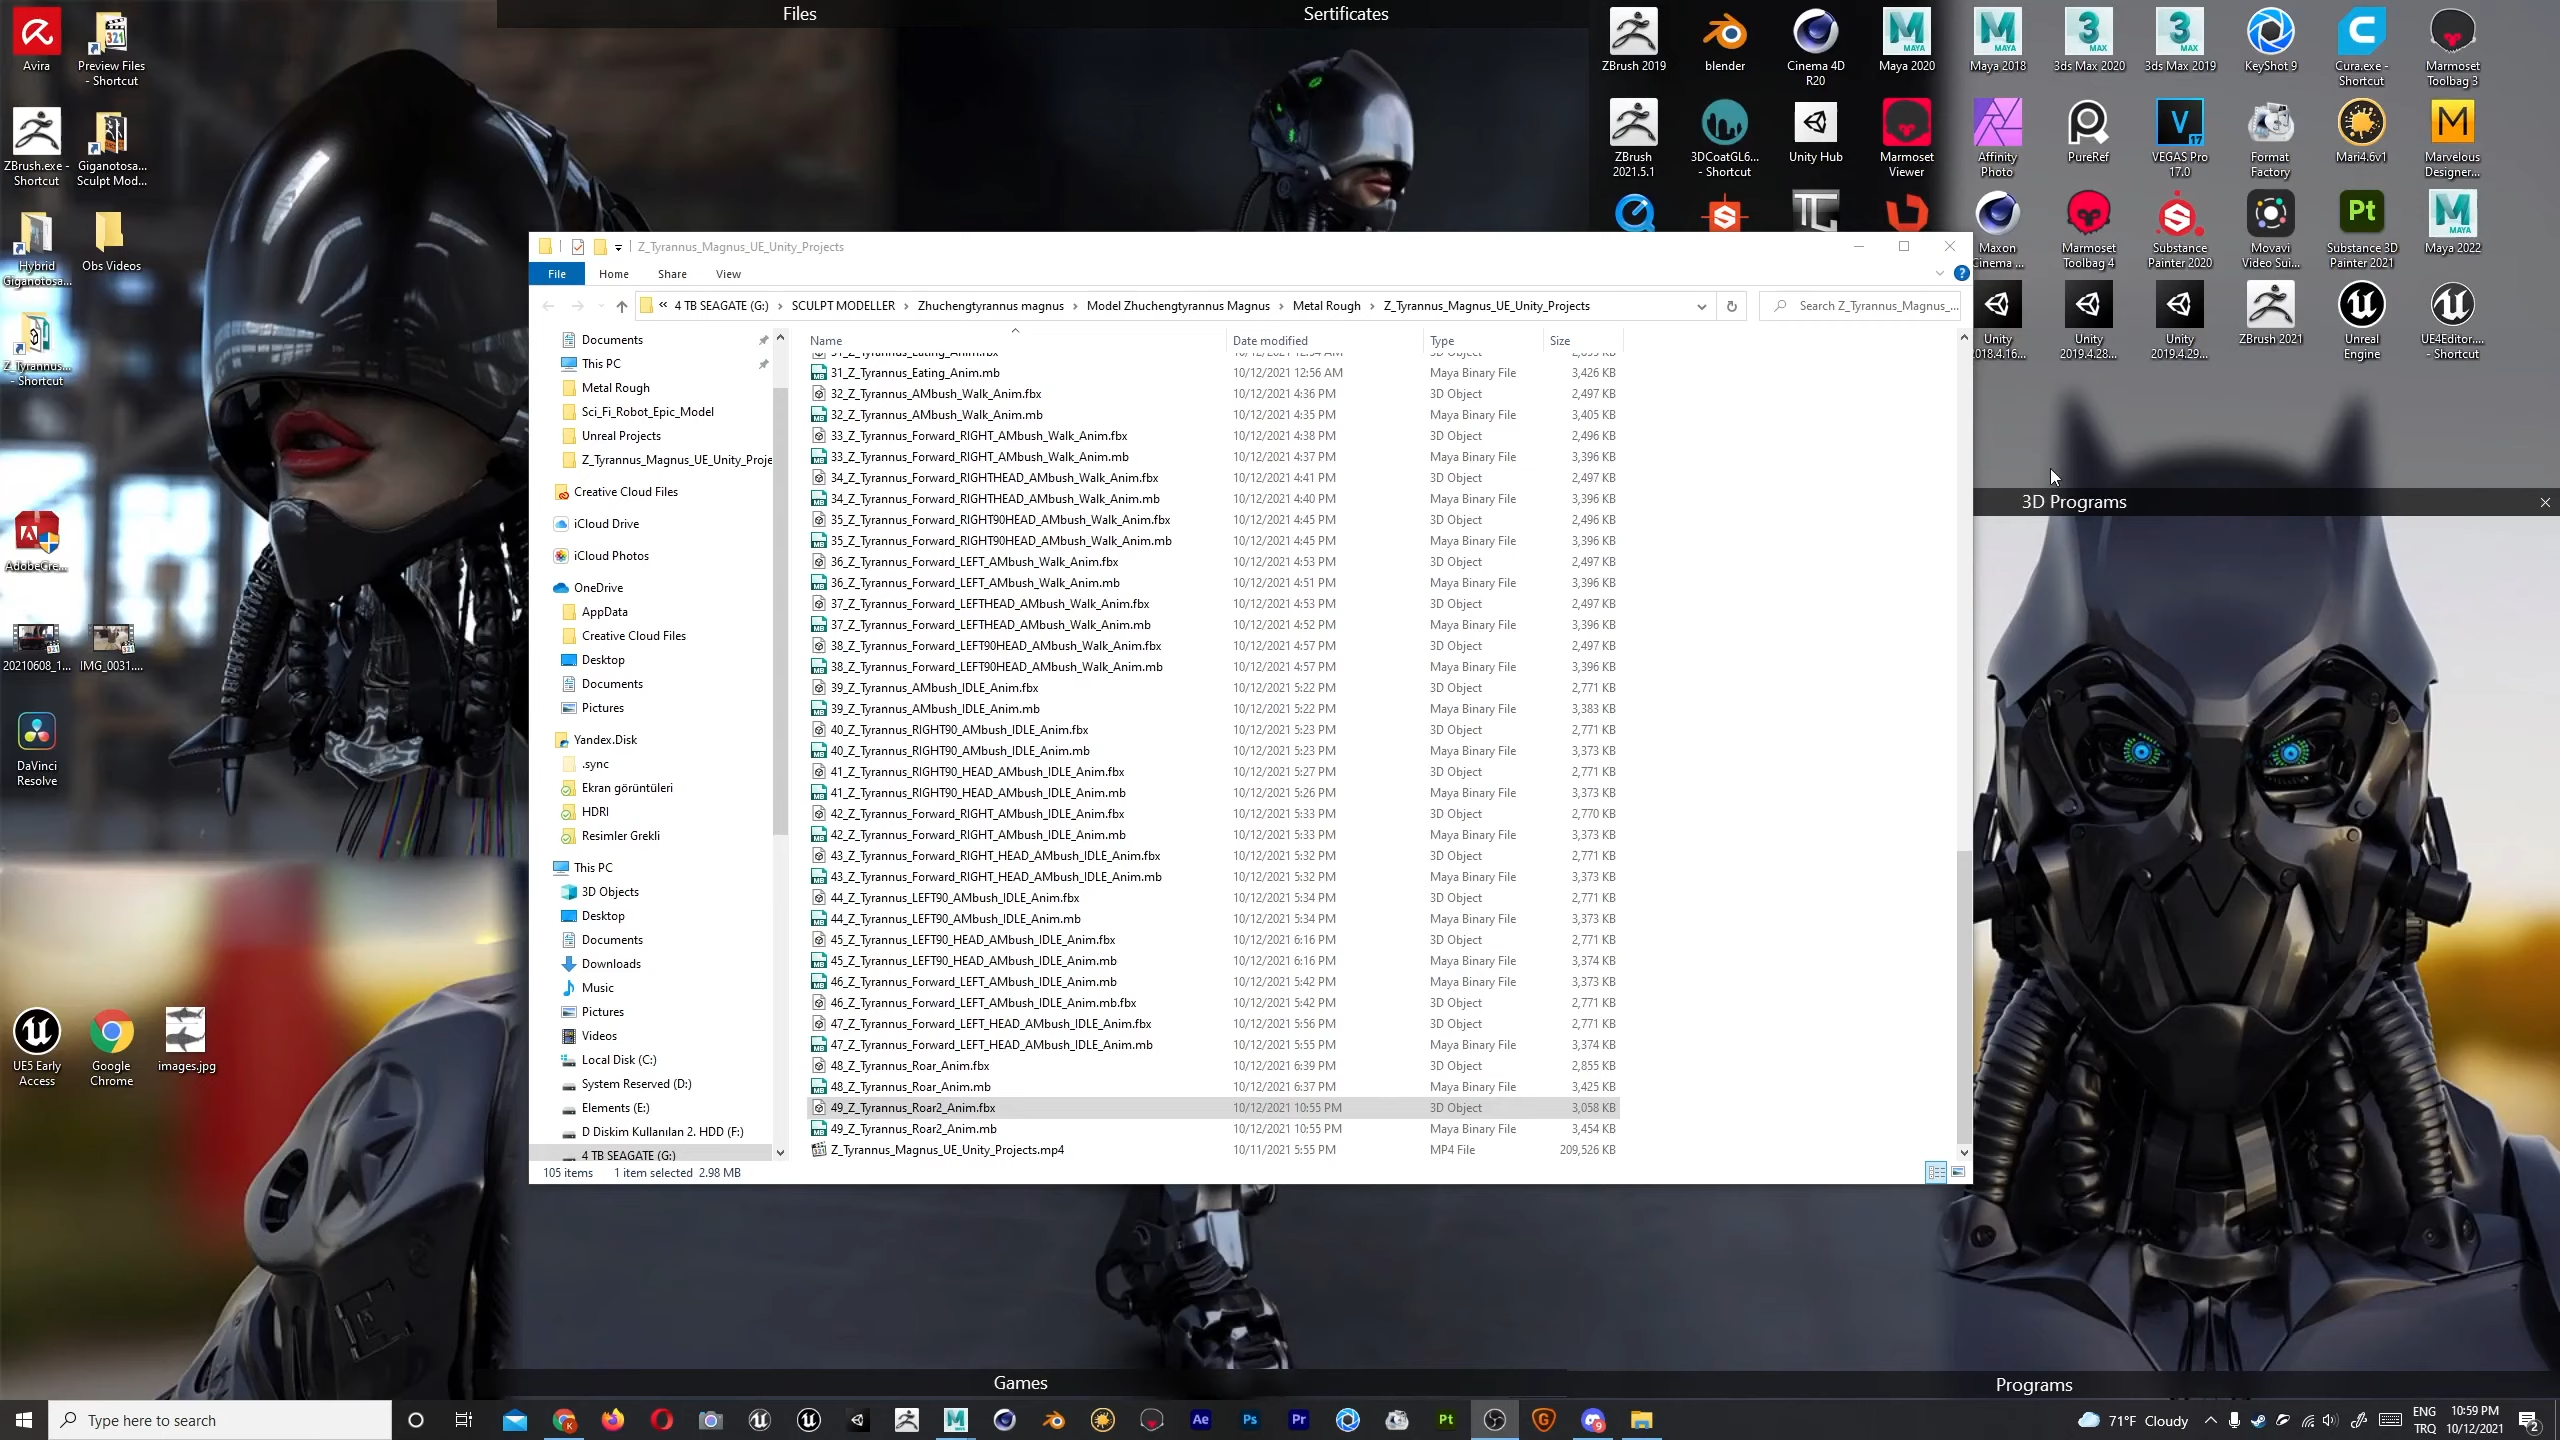 Files
Sertificates
Avira
Preview Files - Shortcut
ZBrush.exe - Shortcut
Giganotosa... Sculpt Mod...
Hybrid Giganotosa...
Obs Videos
Z_Tyrannus... - Shortcut
AdobeCre...
20210608_1...
IMG_0031....
DaVinci Resolve
UE5 Early Access
Google Chrome
images.jpg
ZBrush 2019
blender
Cinema 4D R20
Maya 2020
Maya 2018
3ds Max 2020
3ds Max 2019
KeyShot 9
Cura.exe - Shortcut
Marmoset Toolbag 3
ZBrush 2021.5.1
3DCoatGL6... - Shortcut
Unity Hub
Marmoset Viewer
Affinity Photo
PureRef
VEGAS Pro 17.0
Format Factory
Mari4.6v1
Marvelous Designer...
Maxon Cinema ...
Marmoset Toolbag 4
Substance Painter 2020
Movavi Video Sui...
Substance 3D Painter 2021
Maya 2022
Unity 2018.4.16...
Unity 2019.4.28...
Unity 2019.4.29...
ZBrush 2021
Unreal Engine
UE4Editor.... - Shortcut
3D Programs
Z_Tyrannus_Magnus_UE_Unity_Projects
File Home Share View
« 4 TB SEAGATE (G:) › SCULPT MODELLER › Zhuchengtyrannus magnus › Model Zhuchengtyrannus Magnus › Metal Rough › Z_Tyrannus_Magnus_UE_Unity_Projects
Search Z_Tyrannus_Magnus_...
Documents
This PC
Metal Rough
Sci_Fi_Robot_Epic_Model
Unreal Projects
Z_Tyrannus_Magnus_UE_Unity_Proje
Creative Cloud Files
iCloud Drive
iCloud Photos
OneDrive
AppData
Creative Cloud Files
Desktop
Documents
Pictures
Yandex.Disk
.sync
Ekran görüntüleri
HDRI
Resimler Grekli
This PC
3D Objects
Desktop
Documents
Downloads
Music
Pictures
Videos
Local Disk (C:)
System Reserved (D:)
Elements (E:)
D Diskim Kullanılan 2. HDD (F:)
4 TB SEAGATE (G:)
Name Date modified Type Size
31_Z_Tyrannus_Eating_Anim.fbx 10/12/2021 12:54 AM 3D Object
31_Z_Tyrannus_Eating_Anim.mb 10/12/2021 12:56 AM Maya Binary File 3,426 KB
32_Z_Tyrannus_AMbush_Walk_Anim.fbx 10/12/2021 4:36 PM 3D Object 2,497 KB
32_Z_Tyrannus_AMbush_Walk_Anim.mb 10/12/2021 4:35 PM Maya Binary File 3,405 KB
33_Z_Tyrannus_Forward_RIGHT_AMbush_Walk_Anim.fbx 10/12/2021 4:38 PM 3D Object 2,496 KB
33_Z_Tyrannus_Forward_RIGHT_AMbush_Walk_Anim.mb 10/12/2021 4:37 PM Maya Binary File 3,396 KB
34_Z_Tyrannus_Forward_RIGHTHEAD_AMbush_Walk_Anim.fbx 10/12/2021 4:41 PM 3D Object 2,497 KB
34_Z_Tyrannus_Forward_RIGHTHEAD_AMbush_Walk_Anim.mb 10/12/2021 4:40 PM Maya Binary File 3,396 KB
35_Z_Tyrannus_Forward_RIGHT90HEAD_AMbush_Walk_Anim.fbx 10/12/2021 4:45 PM 3D Object 2,496 KB
35_Z_Tyrannus_Forward_RIGHT90HEAD_AMbush_Walk_Anim.mb 10/12/2021 4:45 PM Maya Binary File 3,396 KB
36_Z_Tyrannus_Forward_LEFT_AMbush_Walk_Anim.fbx 10/12/2021 4:53 PM 3D Object 2,497 KB
36_Z_Tyrannus_Forward_LEFT_AMbush_Walk_Anim.mb 10/12/2021 4:51 PM Maya Binary File 3,396 KB
37_Z_Tyrannus_Forward_LEFTHEAD_AMbush_Walk_Anim.fbx 10/12/2021 4:53 PM 3D Object 2,497 KB
37_Z_Tyrannus_Forward_LEFTHEAD_AMbush_Walk_Anim.mb 10/12/2021 4:52 PM Maya Binary File 3,396 KB
38_Z_Tyrannus_Forward_LEFT90HEAD_AMbush_Walk_Anim.fbx 10/12/2021 4:57 PM 3D Object 2,497 KB
38_Z_Tyrannus_Forward_LEFT90HEAD_AMbush_Walk_Anim.mb 10/12/2021 4:57 PM Maya Binary File 3,396 KB
39_Z_Tyrannus_AMbush_IDLE_Anim.fbx 10/12/2021 5:22 PM 3D Object 2,771 KB
39_Z_Tyrannus_AMbush_IDLE_Anim.mb 10/12/2021 5:22 PM Maya Binary File 3,383 KB
40_Z_Tyrannus_RIGHT90_AMbush_IDLE_Anim.fbx 10/12/2021 5:23 PM 3D Object 2,771 KB
40_Z_Tyrannus_RIGHT90_AMbush_IDLE_Anim.mb 10/12/2021 5:23 PM Maya Binary File 3,373 KB
41_Z_Tyrannus_RIGHT90_HEAD_AMbush_IDLE_Anim.fbx 10/12/2021 5:27 PM 3D Object 2,771 KB
41_Z_Tyrannus_RIGHT90_HEAD_AMbush_IDLE_Anim.mb 10/12/2021 5:26 PM Maya Binary File 3,373 KB
42_Z_Tyrannus_Forward_RIGHT_AMbush_IDLE_Anim.fbx 10/12/2021 5:33 PM 3D Object 2,770 KB
42_Z_Tyrannus_Forward_RIGHT_AMbush_IDLE_Anim.mb 10/12/2021 5:33 PM Maya Binary File 3,373 KB
43_Z_Tyrannus_Forward_RIGHT_HEAD_AMbush_IDLE_Anim.fbx 10/12/2021 5:32 PM 3D Object 2,771 KB
43_Z_Tyrannus_Forward_RIGHT_HEAD_AMbush_IDLE_Anim.mb 10/12/2021 5:32 PM Maya Binary File 3,373 KB
44_Z_Tyrannus_LEFT90_AMbush_IDLE_Anim.fbx 10/12/2021 5:34 PM 3D Object 2,771 KB
44_Z_Tyrannus_LEFT90_AMbush_IDLE_Anim.mb 10/12/2021 5:34 PM Maya Binary File 3,373 KB
45_Z_Tyrannus_LEFT90_HEAD_AMbush_IDLE_Anim.fbx 10/12/2021 6:16 PM 3D Object 2,771 KB
45_Z_Tyrannus_LEFT90_HEAD_AMbush_IDLE_Anim.mb 10/12/2021 6:16 PM Maya Binary File 3,374 KB
46_Z_Tyrannus_Forward_LEFT_AMbush_IDLE_Anim.mb 10/12/2021 5:42 PM Maya Binary File 3,373 KB
46_Z_Tyrannus_Forward_LEFT_AMbush_IDLE_Anim.mb.fbx 10/12/2021 5:42 PM 3D Object 2,771 KB
47_Z_Tyrannus_Forward_LEFT_HEAD_AMbush_IDLE_Anim.fbx 10/12/2021 5:56 PM 3D Object 2,771 KB
47_Z_Tyrannus_Forward_LEFT_HEAD_AMbush_IDLE_Anim.mb 10/12/2021 5:55 PM Maya Binary File 3,374 KB
48_Z_Tyrannus_Roar_Anim.fbx 10/12/2021 6:39 PM 3D Object 2,855 KB
48_Z_Tyrannus_Roar_Anim.mb 10/12/2021 6:37 PM Maya Binary File 3,425 KB
49_Z_Tyrannus_Roar2_Anim.fbx 10/12/2021 10:55 PM 3D Object 3,058 KB
49_Z_Tyrannus_Roar2_Anim.mb 10/12/2021 10:55 PM Maya Binary File 3,454 KB
Z_Tyrannus_Magnus_UE_Unity_Projects.mp4 10/11/2021 5:55 PM MP4 File 209,526 KB
105 items 1 item selected 2.98 MB
Games
Programs
Type here to search
71°F Cloudy
ENG
TRQ
10:59 PM
10/12/2021